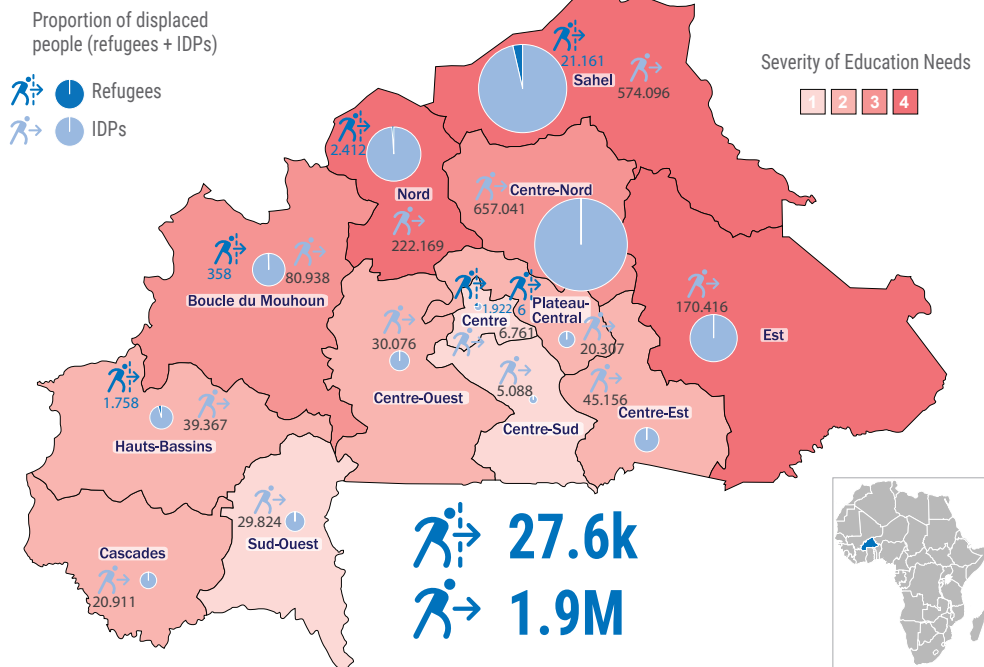 Proportion of displaced
people (refugees + IDPs)
Refugees
IDPs
Severity of Education Needs
1 2 3 4
21.161
Sahel
574.096
2.412
Nord
222.169
Centre-Nord
657.041
358
80.938
Boucle du Mouhoun
170.416
Est
1.922
6
Plateau-
Central
Centre
6.761
20.307
30.076
Centre-Ouest
5.088
Centre-Sud
45.156
Centre-Est
1.758
39.367
Hauts-Bassins
29.824
Sud-Ouest
Cascades
20.911
27.6k
1.9M